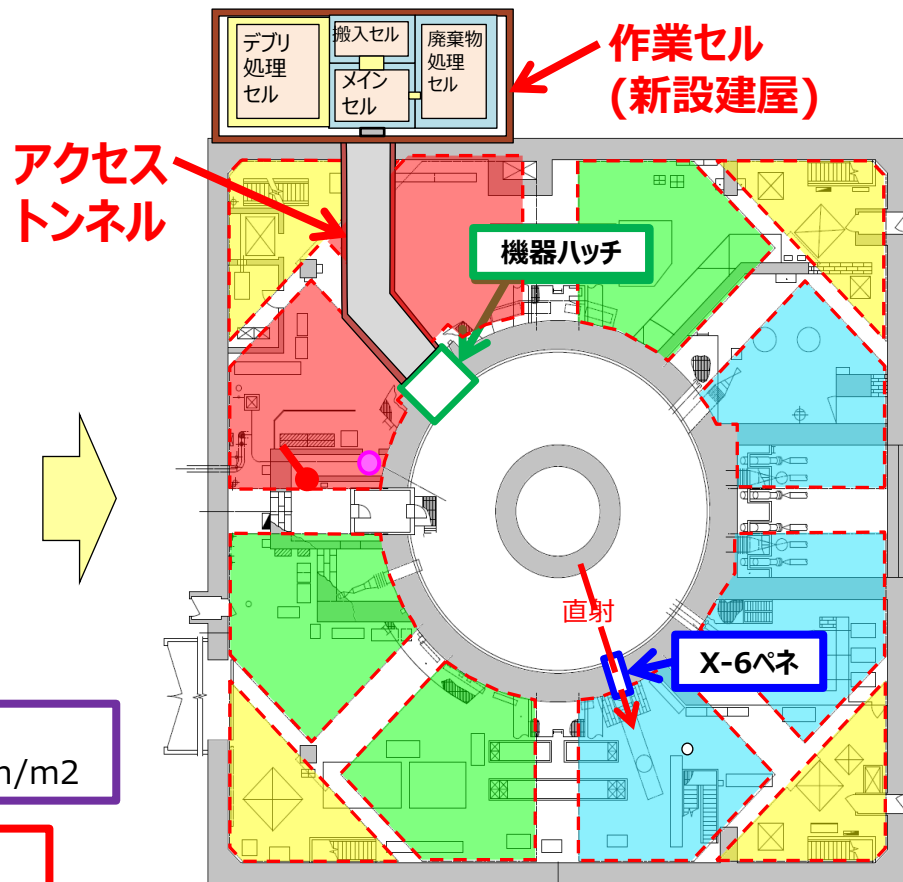 デブリ
処理
セル
搬入セル
メイン
セル
廃棄物
処理
セル
作業セル
(新設建屋)
アクセス
トンネル
機器ハッチ
直射
X-6ペネ
/m2